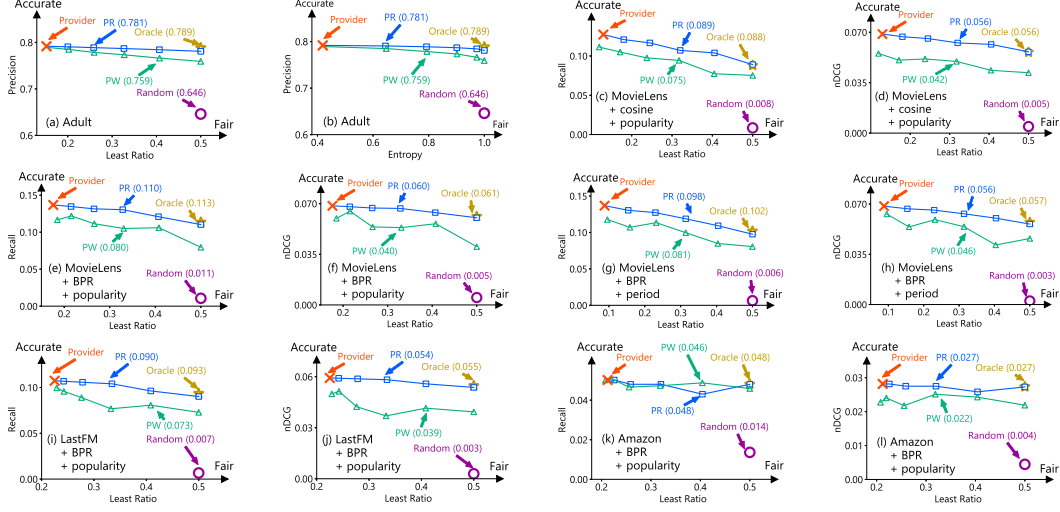 Accurate
Provider
PR (0.781)
Oracle (0.789)
PW (0.759)
Random (0.646)
Fair
(a) Adult
Precision
0.8
0.7
0.6
0.2
0.3
0.4
0.5
Least Ratio
Accurate
Provider
PR (0.781)
Oracle (0.789)
PW (0.759)
Random (0.646)
Fair
(b) Adult
0.8
0.7
0.6
0.4
0.6
0.8
1.0
Entropy
Accurate
Provider
PR (0.089)
Oracle (0.088)
PW (0.075)
Random (0.008)
Fair
(c) MovieLens
+ cosine
+ popularity
Recall
0.10
0.05
0.00
0.1
0.2
0.3
0.4
0.5
Least Ratio
Accurate
Provider
PR (0.056)
Oracle (0.056)
PW (0.042)
Random (0.005)
Fair
(d) MovieLens
+ cosine
+ popularity
nDCG
0.070
0.035
0.000
0.1
0.2
0.3
0.4
0.5
Least Ratio
Accurate
Provider
PR (0.110)
Oracle (0.113)
PW (0.080)
Random (0.011)
Fair
(e) MovieLens
+ BPR
+ popularity
Recall
0.15
0.10
0.05
0.00
0.2
0.3
0.4
0.5
Least Ratio
Accurate
Provider
PR (0.060)
Oracle (0.061)
PW (0.040)
Random (0.005)
Fair
(f) MovieLens
+ BPR
+ popularity
nDCG
0.070
0.035
0.000
0.2
0.3
0.4
0.5
Least Ratio
Accurate
Provider
PR (0.098)
Oracle (0.102)
PW (0.081)
Random (0.006)
Fair
(g) MovieLens
+ BPR
+ period
Recall
0.15
0.10
0.05
0.00
0.1
0.2
0.3
0.4
0.5
Least Ratio
Accurate
Provider
PR (0.056)
Oracle (0.057)
PW (0.046)
Random (0.003)
Fair
(h) MovieLens
+ BPR
+ period
nDCG
0.070
0.035
0.000
0.1
0.2
0.3
0.4
0.5
Least Ratio
Accurate
Provider
PR (0.090)
Oracle (0.093)
PW (0.073)
Random (0.007)
Fair
(i) LastFM
+ BPR
+ popularity
Recall
0.10
0.05
0.00
0.2
0.3
0.4
0.5
Least Ratio
Accurate
Provider
PR (0.054)
Oracle (0.055)
PW (0.039)
Random (0.003)
Fair
(j) LastFM
+ BPR
+ popularity
nDCG
0.06
0.03
0.00
0.2
0.3
0.4
0.5
Least Ratio
Accurate
Provider
PW (0.046)
Oracle (0.048)
PR (0.048)
Random (0.014)
Fair
(k) Amazon
+ BPR
+ popularity
Recall
0.04
0.02
0.00
0.2
0.3
0.4
0.5
Least Ratio
Accurate
Provider
PR (0.027)
Oracle (0.027)
PW (0.022)
Random (0.004)
Fair
(l) Amazon
+ BPR
+ popularity
nDCG
0.03
0.02
0.01
0.00
0.2
0.3
0.4
0.5
Least Ratio